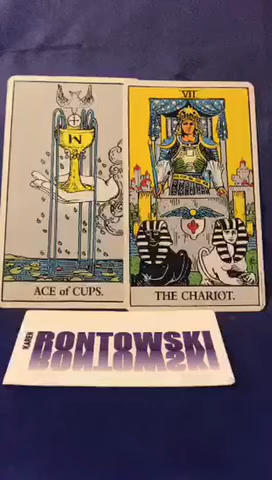 VII
ACE of CUPS.
THE CHARIOT.
KAREN
RONTOWSKI